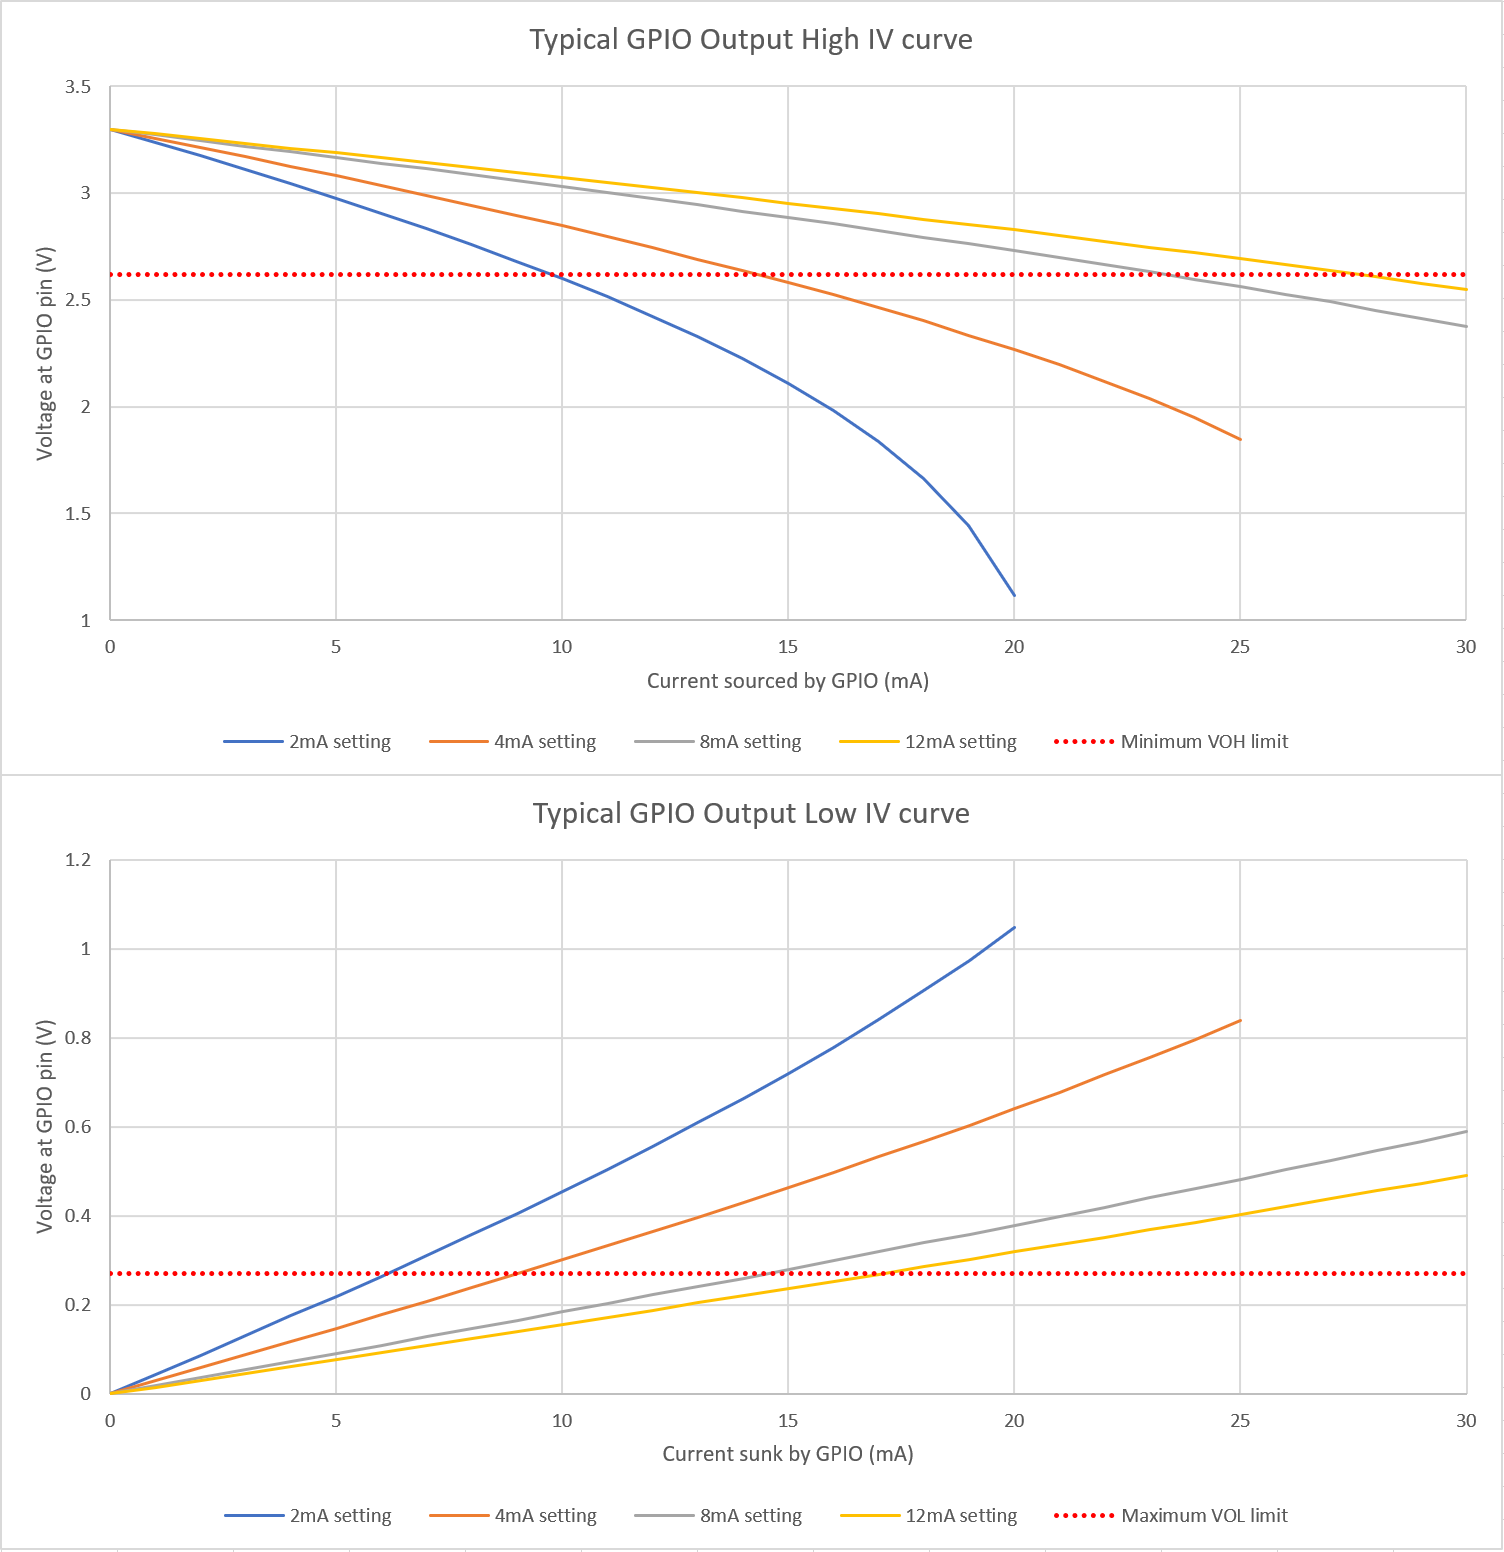 Typical GPIO Output High IV curve
3.5
3
2.5
2
1.5
1
Voltage at GPIO pin (V)
0 5 10 15 20 25 30
Current sourced by GPIO (mA)
2mA setting 4mA setting 8mA setting 12mA setting Minimum VOH limit
Typical GPIO Output Low IV curve
1.2
1
0.8
0.6
0.4
0.2
0
Voltage at GPIO pin (V)
0 5 10 15 20 25 30
Current sunk by GPIO (mA)
2mA setting 4mA setting 8mA setting 12mA setting Maximum VOL limit